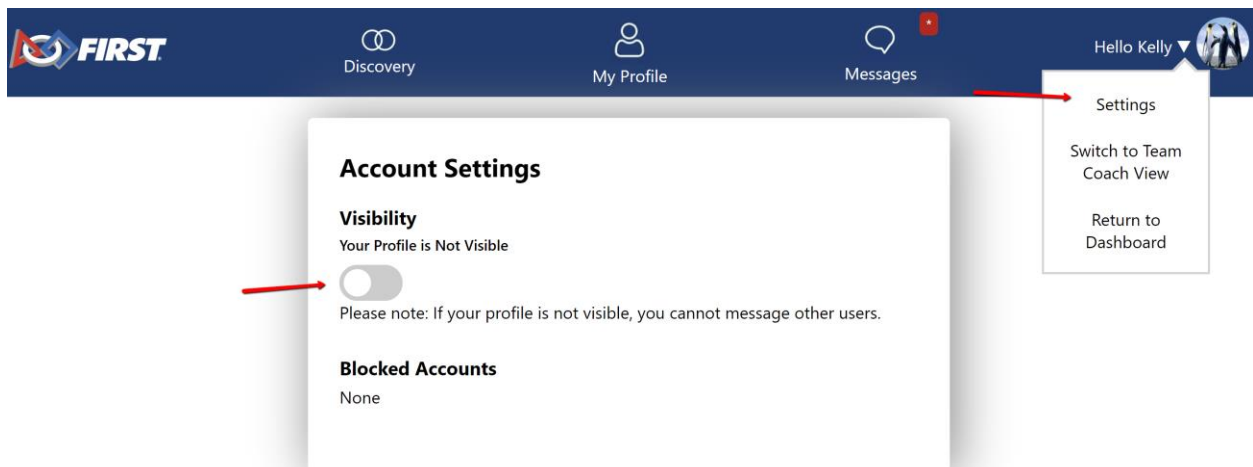 FIRST
Discovery
My Profile
*
Messages
Hello Kelly ▼
Settings
Switch to Team
Coach View
Return to
Dashboard
Account Settings
Visibility
Your Profile is Not Visible
Please note: If your profile is not visible, you cannot message other users.
Blocked Accounts
None